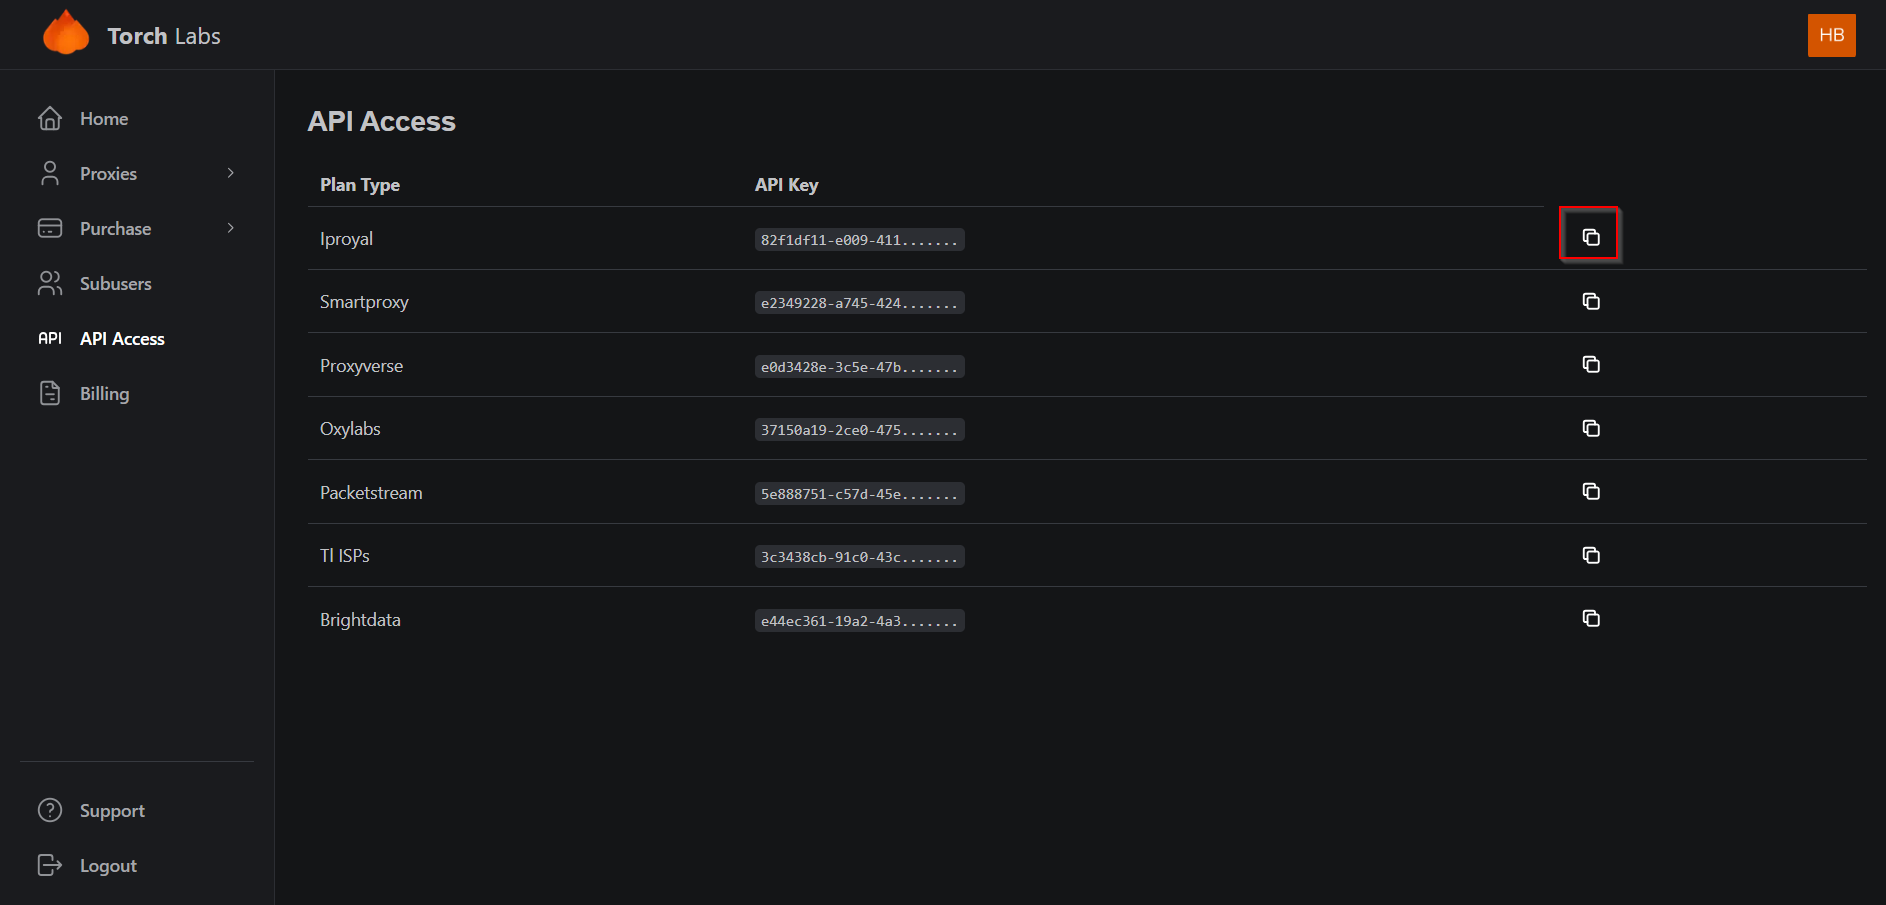 Torch Labs
HB
Home
Proxies
Purchase
Subusers
API API Access
Billing
Support
Logout
API Access
Plan Type API Key
Iproyal 82f1df11-e009-411.......
Smartproxy e2349228-a745-424.......
Proxyverse e0d3428e-3c5e-47b.......
Oxylabs 37150a19-2ce0-475.......
Packetstream 5e888751-c57d-45e.......
Tl ISPs 3c3438cb-91c0-43c.......
Brightdata e44ec361-19a2-4a3.......